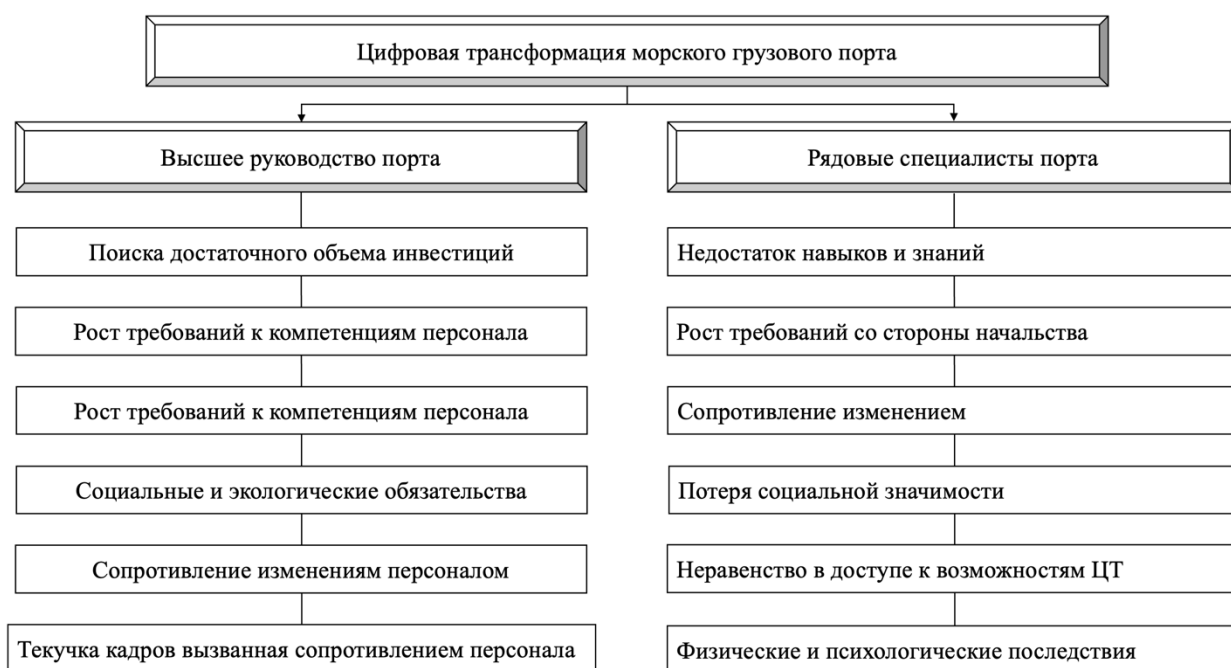 Цифровая трансформация морского грузового порта
Высшее руководство порта
Поиска достаточного объема инвестиций
Рост требований к компетенциям персонала
Рост требований к компетенциям персонала
Социальные и экологические обязательства
Сопротивление изменениям персоналом
Текучка кадров вызванная сопротивлением персонала
Рядовые специалисты порта
Недостаток навыков и знаний
Рост требований со стороны начальства
Сопротивление изменением
Потеря социальной значимости
Неравенство в доступе к возможностям ЦТ
Физические и психологические последствия